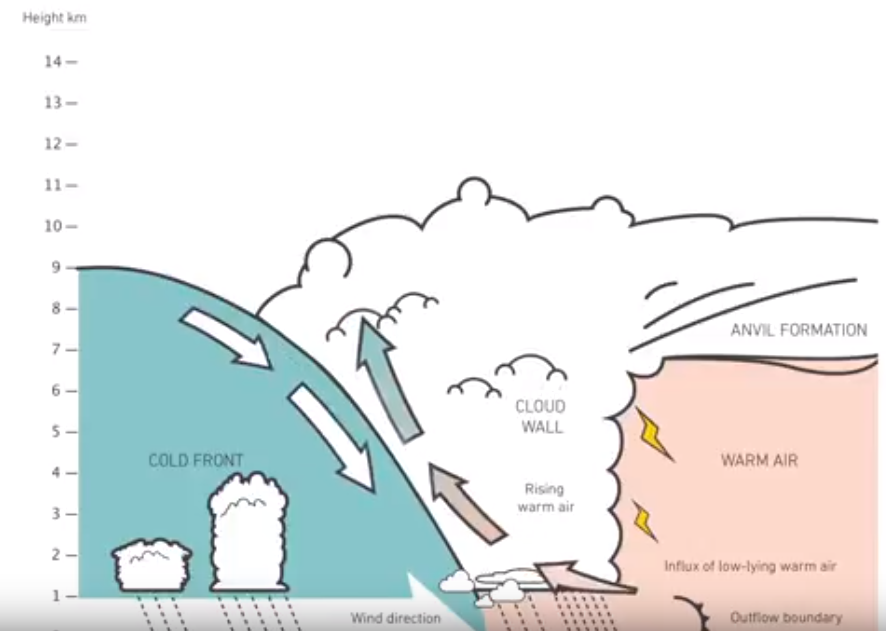 Height km
14
13
12
11
10
9
8
7
6
5
4
3
2
1
ANVIL FORMATION
CLOUD
WALL
COLD FRONT
WARM AIR
Rising
warm air
Influx of low-lying warm air
Wind direction
Outflow boundary